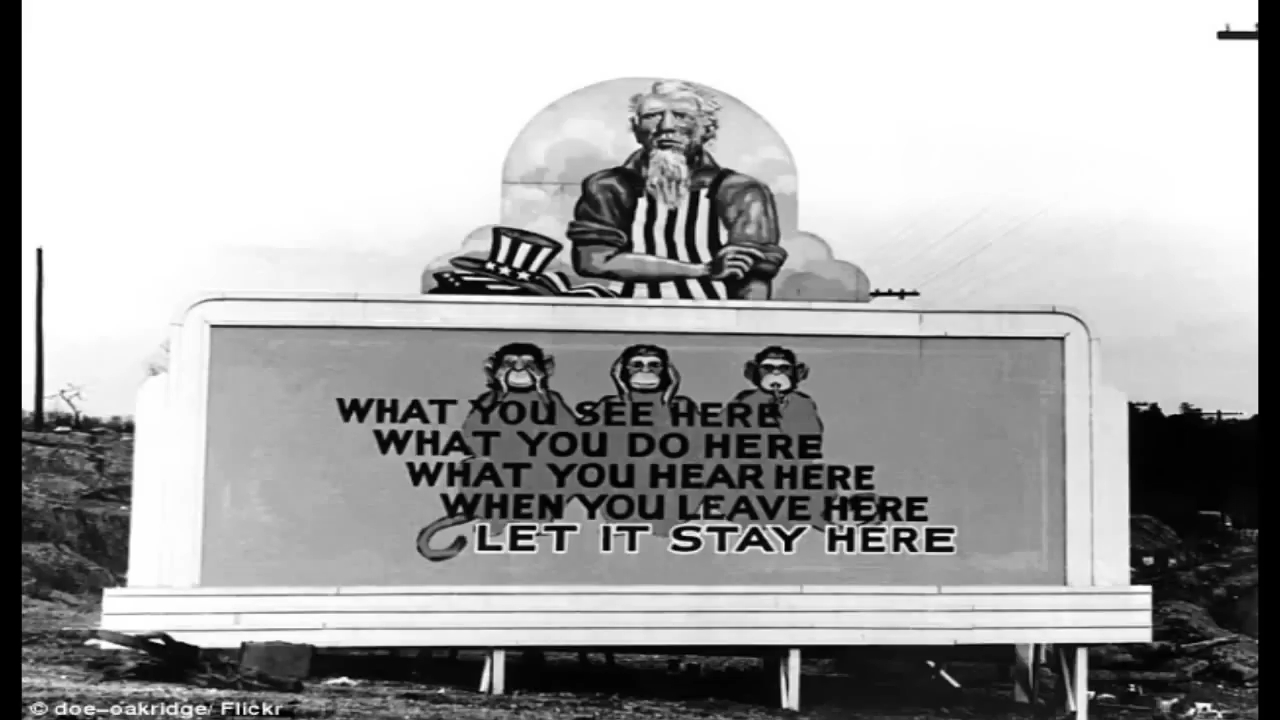 WHAT YOU SEE HERE
WHAT YOU DO HERE
WHAT YOU HEAR HERE
WHEN YOU LEAVE HERE
LET IT STAY HERE
© doe-oakridge/ Flickr